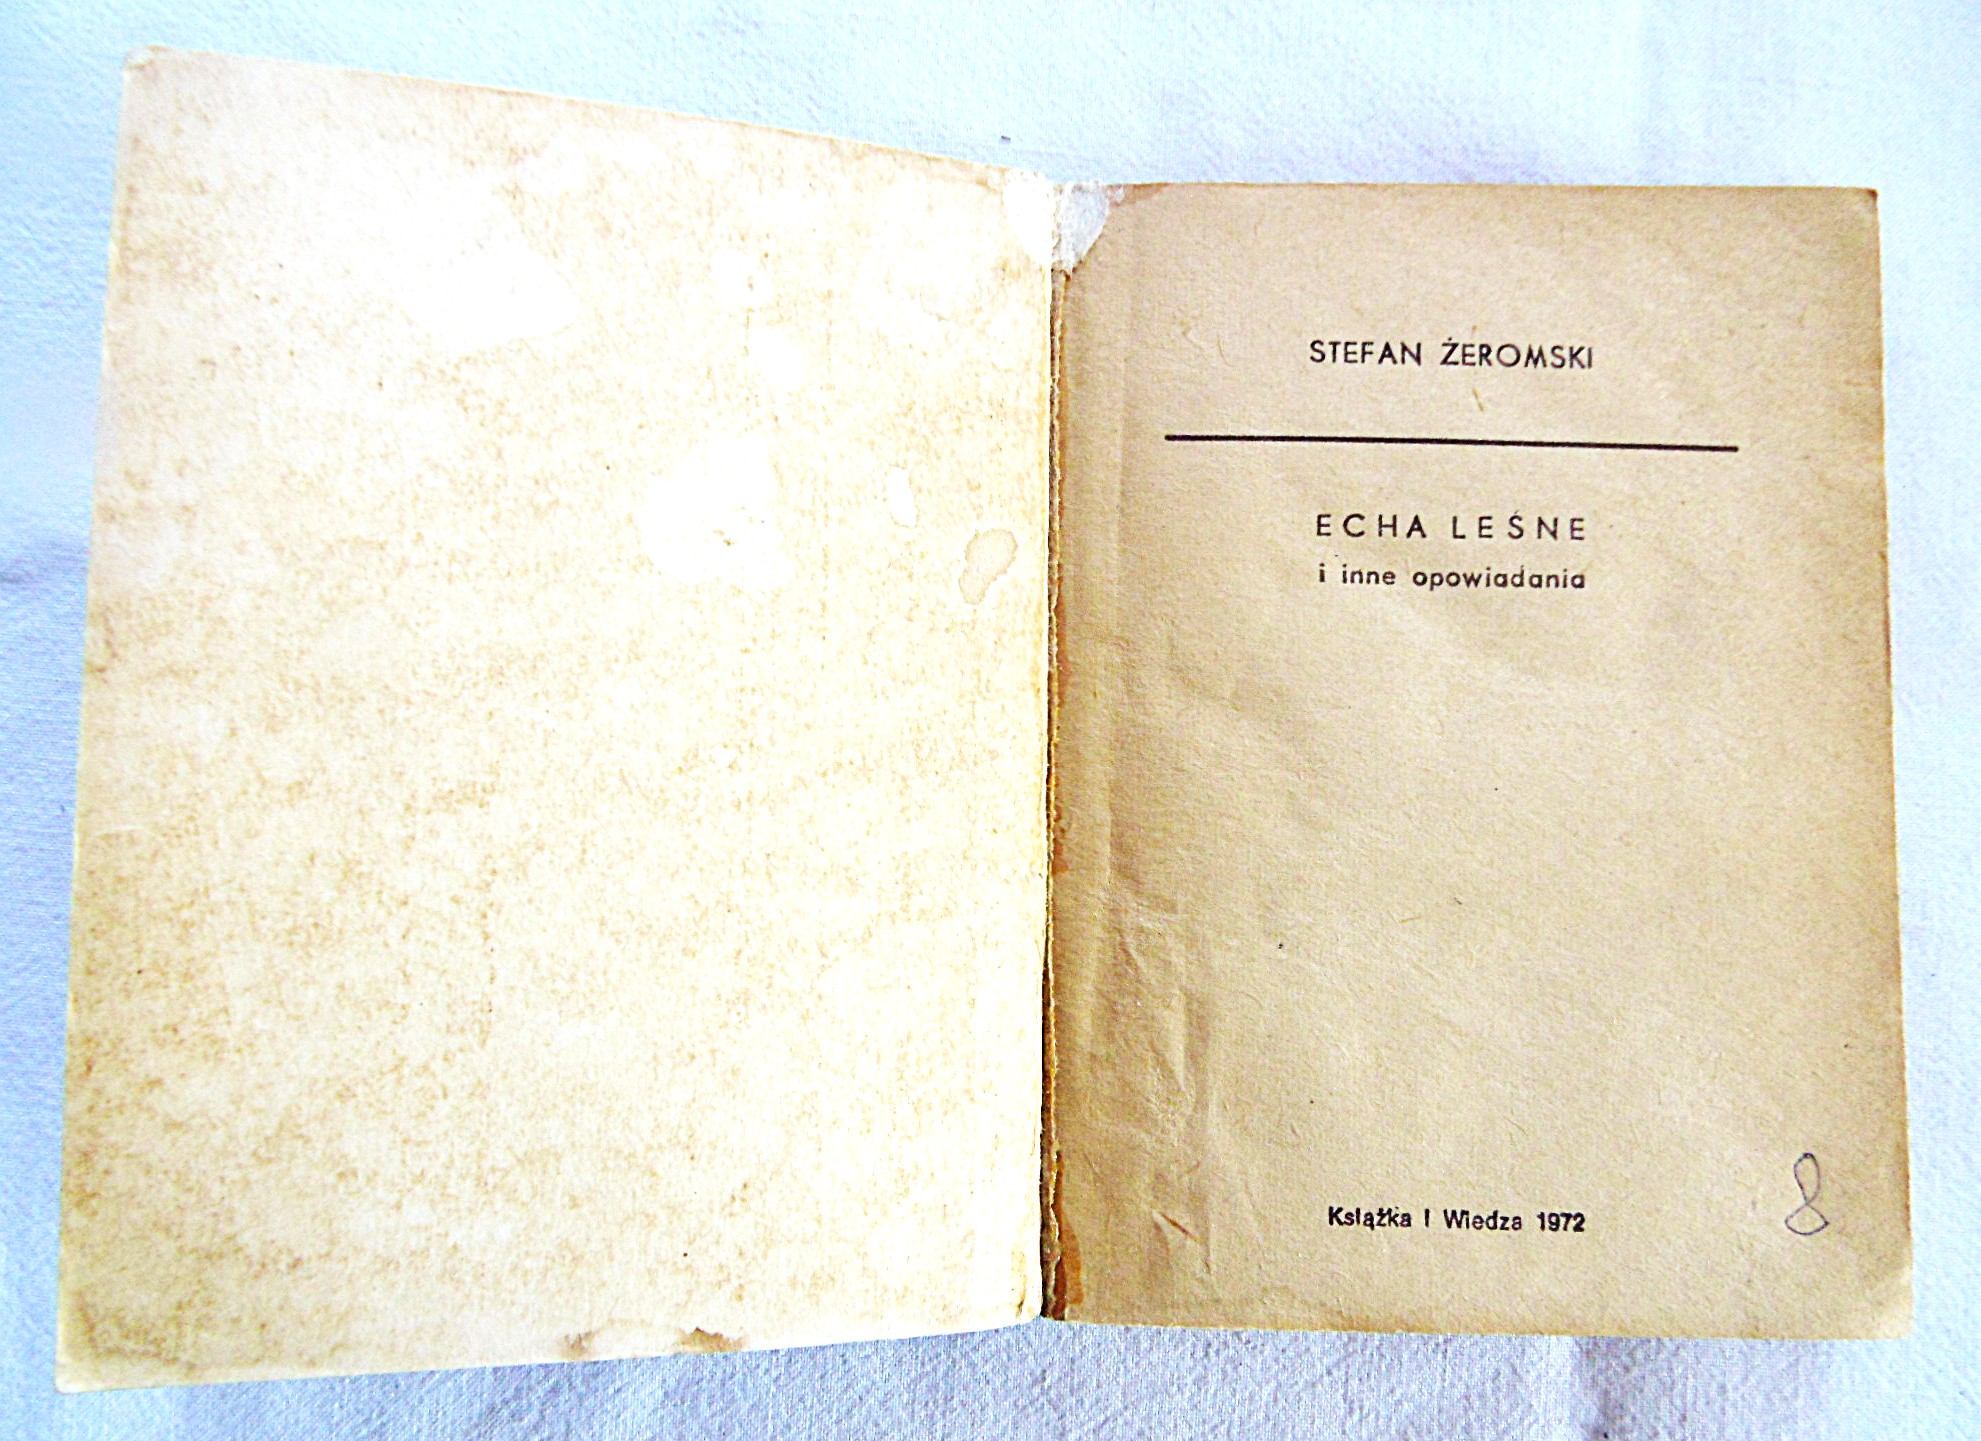 STEFAN ŻEROMSKI
ECHA LEŚNE
i inne opowiadania
Książka i Wiedza 1972
8